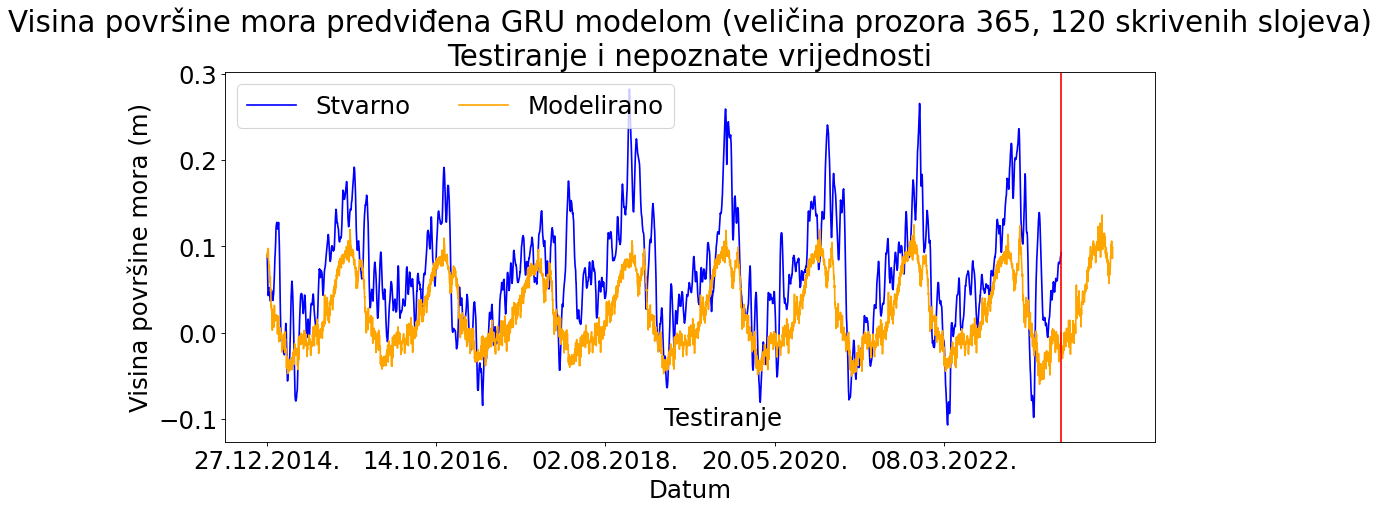 Visina površine mora predviđena GRU modelom (veličina prozora 365, 120 skrivenih slojeva)
Testiranje i nepoznate vrijednosti
Stvarno
Modelirano
Visina površine mora (m)
0.3
0.2
0.1
0.0
−0.1
Testiranje
27.12.2014.
14.10.2016.
02.08.2018.
20.05.2020.
08.03.2022.
Datum